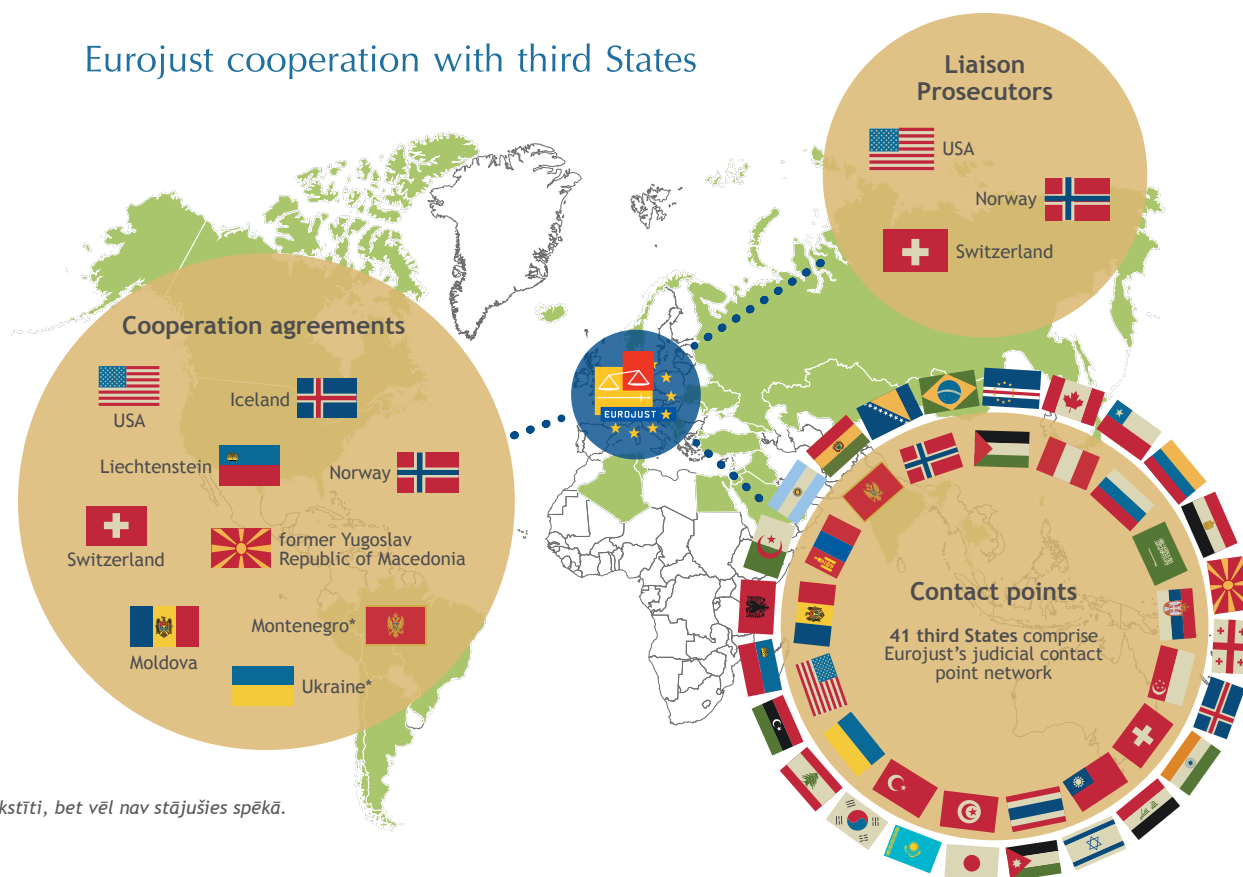 Eurojust cooperation with third States
Liaison
Prosecutors
USA
Norway
Switzerland
Cooperation agreements
USA
Iceland
Liechtenstein
Norway
Switzerland
former Yugoslav
Republic of Macedonia
Moldova
Montenegro*
Ukraine*
EUROJUST
Contact points
41 third States comprise
Eurojust's judicial contact
point network
bet vēl nav stājušies spēkā.